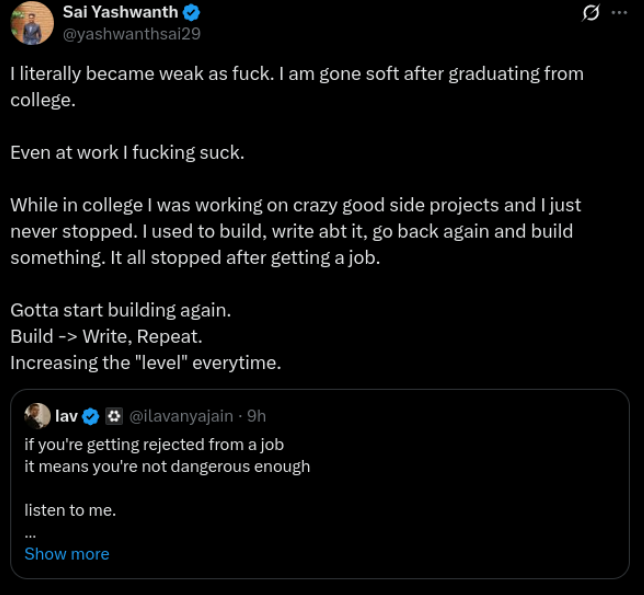 Sai Yashwanth
@yashwanthsai29
I literally became weak as fuck. I am gone soft after graduating from
college.
Even at work I fucking suck.
While in college I was working on crazy good side projects and I just
never stopped. I used to build, write abt it, go back again and build
something. It all stopped after getting a job.
Gotta start building again.
Build -> Write, Repeat.
Increasing the "level" everytime.
lav @ilavanyajain · 9h
if you're getting rejected from a job
it means you're not dangerous enough
listen to me.
...
Show more